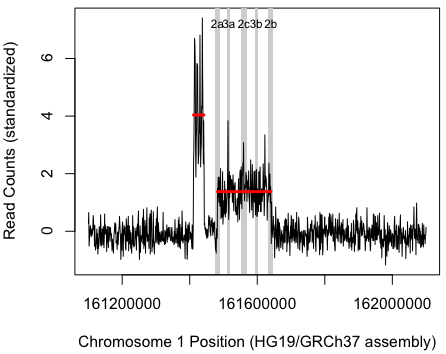 2a3a 2c3b 2b
6
4
2
0
Read Counts (standardized)
161200000 161600000 162000000
Chromosome 1 Position (HG19/GRCh37 assembly)